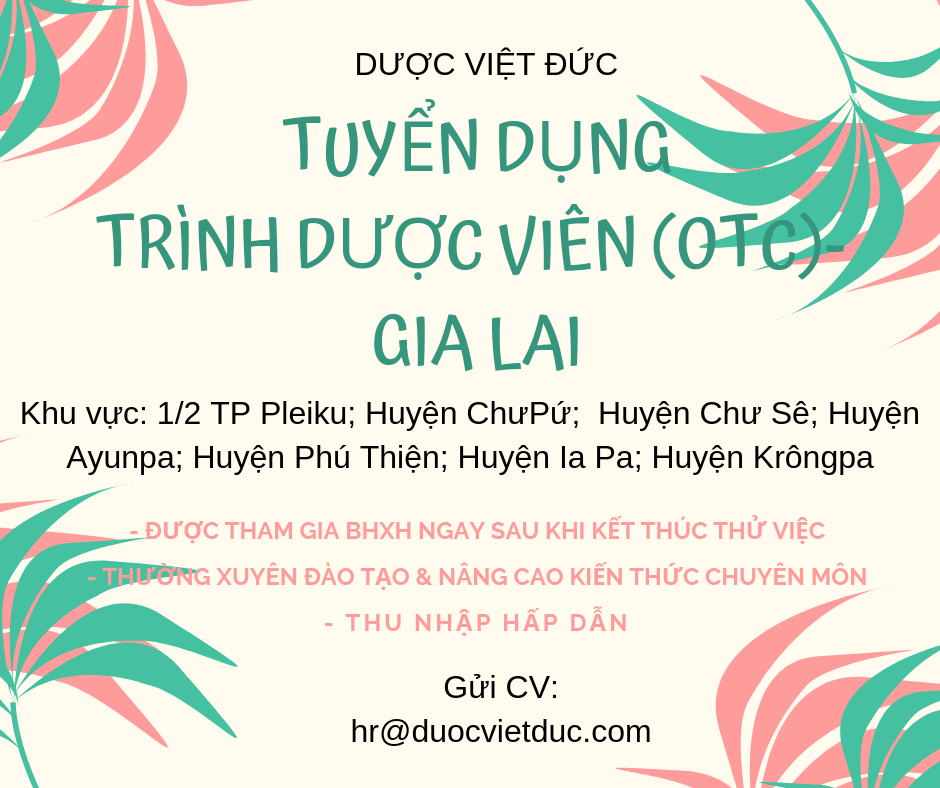 DƯỢC VIỆT ĐỨC
TUYỂN DỤNG
TRÌNH DƯỢC VIÊN (OTC)-
GIA LAI
Khu vực: 1/2 TP Pleiku; Huyện ChưPứ;  Huyện Chư Sê; Huyện
Ayunpa; Huyện Phú Thiện; Huyện Ia Pa; Huyện Krôngpa
- ĐƯỢC THAM GIA BHXH NGAY SAU KHI KẾT THÚC THỬ VIỆC
- THƯỜNG XUYÊN ĐÀO TẠO & NÂNG CAO KIẾN THỨC CHUYÊN MÔN
- THU NHẬP HẤP DẪN
Gửi CV:
hr@duocvietduc.com